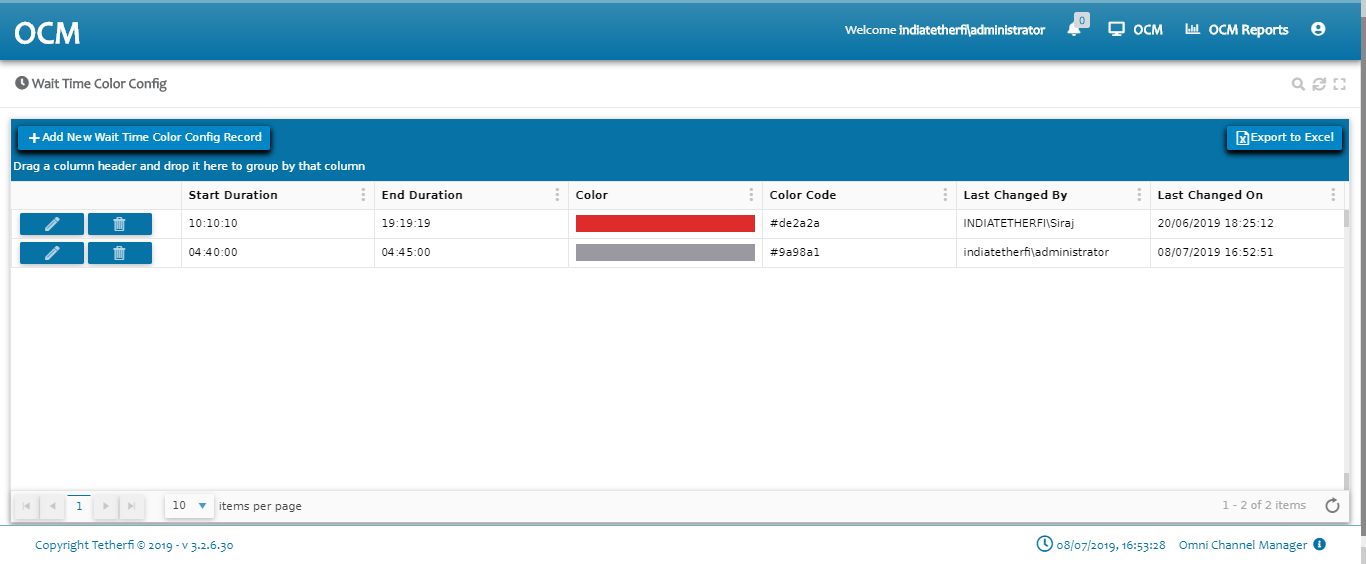 OCM
Welcome indiatetherfi\administrator 0 OCM OCM Reports
Wait Time Color Config
Add New Wait Time Color Config Record Export to Excel
Drag a column header and drop it here to group by that column
Start Duration End Duration Color Color Code Last Changed By Last Changed On
10:10:10 19:19:19 #de2a2a INDIATETHERFI\Siraj 20/06/2019 18:25:12
04:40:00 04:45:00 #9a98a1 indiatetherfi\administrator 08/07/2019 16:52:51
1 10 items per page 1 - 2 of 2 items
Copyright Tetherfi © 2019 - v 3.2.6.30 08/07/2019, 16:53:28 Omni Channel Manager